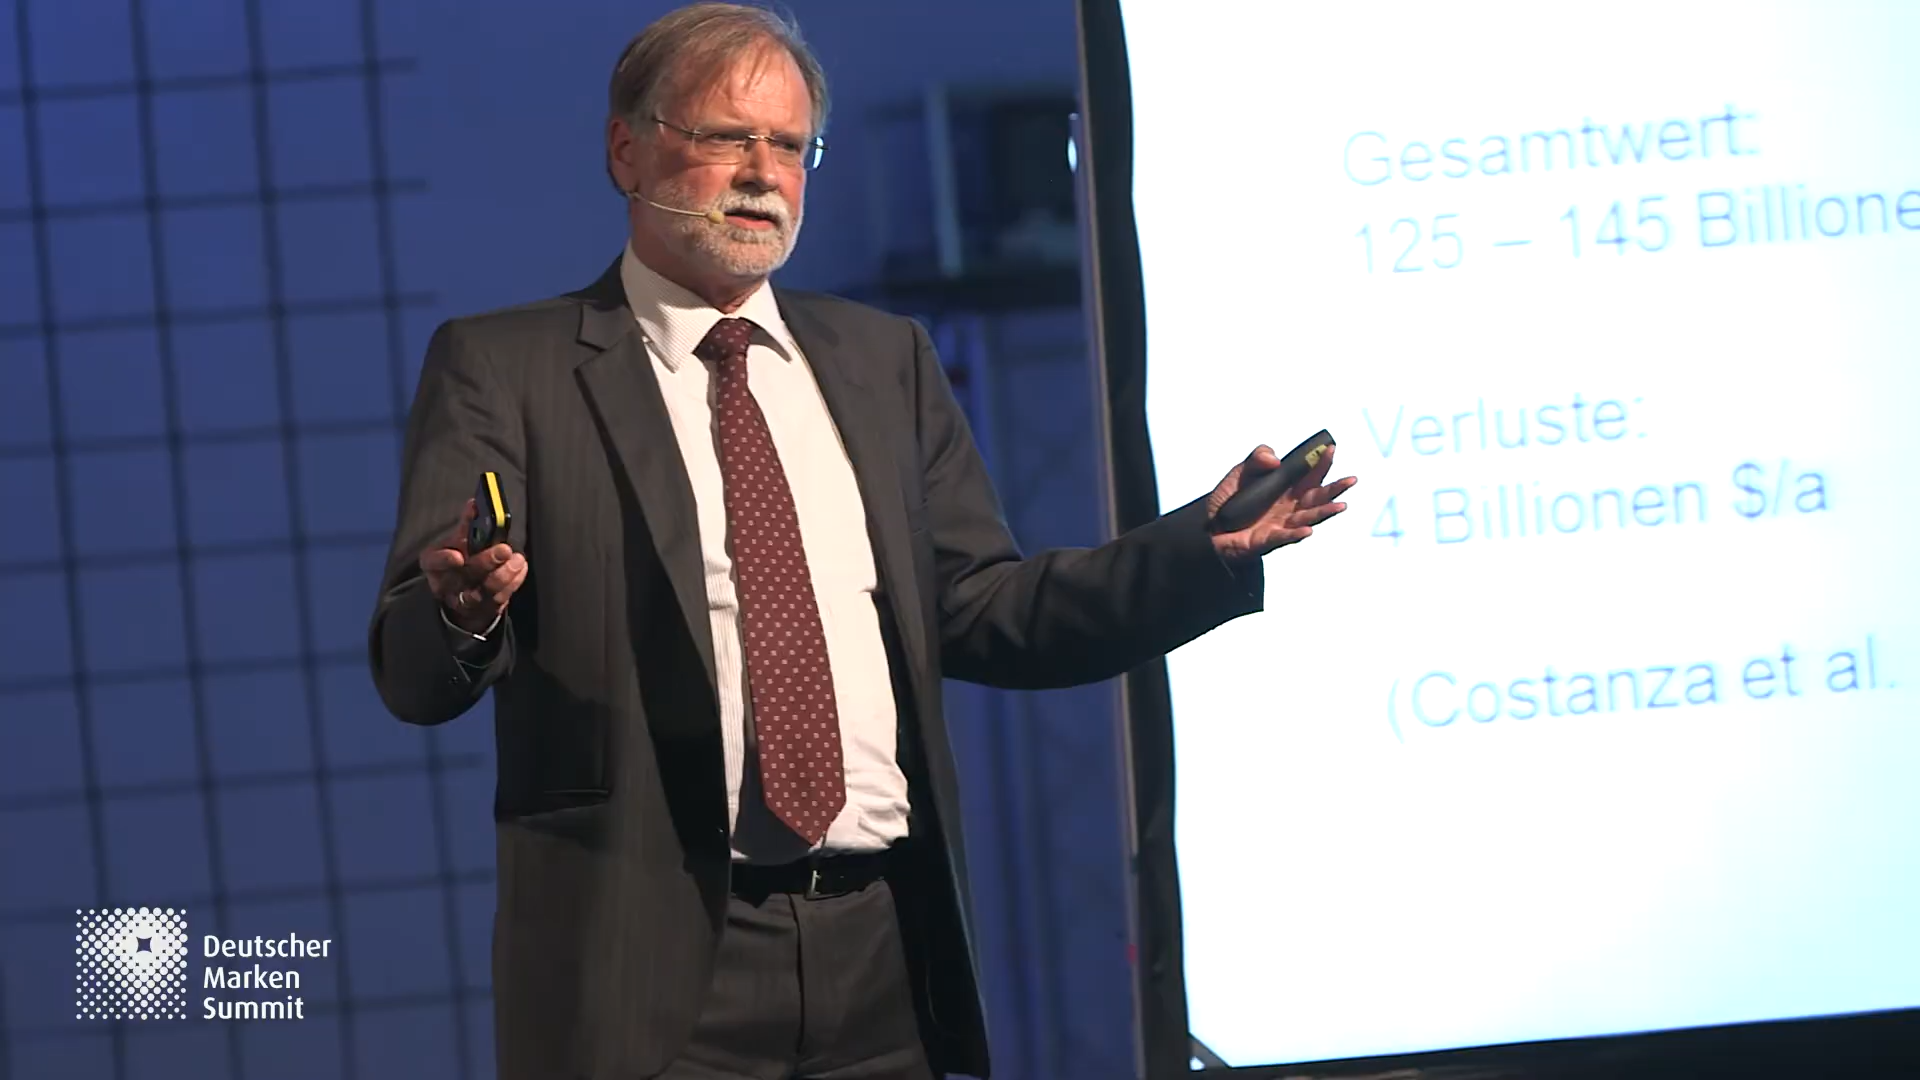 Gesamtwert:
125 – 145 Billione
Verluste:
4 Billionen $/a
(Costanza et al.
Deutscher
Marken
Summit